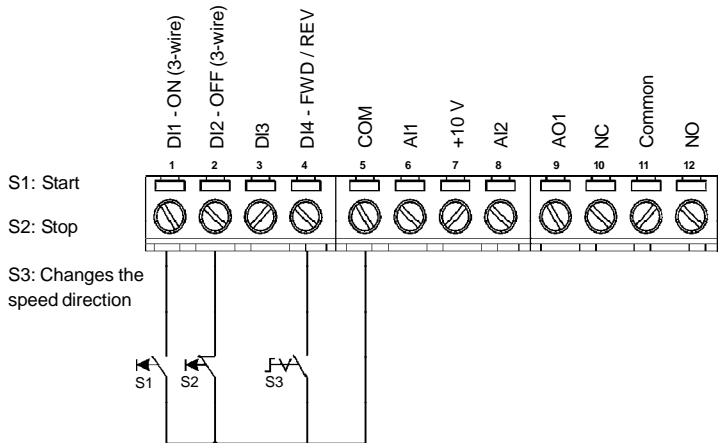 DI1 - ON (3-wire)
DI2 - OFF (3-wire)
DI3
DI4 - FWD / REV
COM
AI1
+10 V
AI2
AO1
NC
Common
NO
1 2 3 4 5 6 7 8 9 10 11 12
S1: Start
S2: Stop
S3: Changes the
speed direction
S1 S2 S3